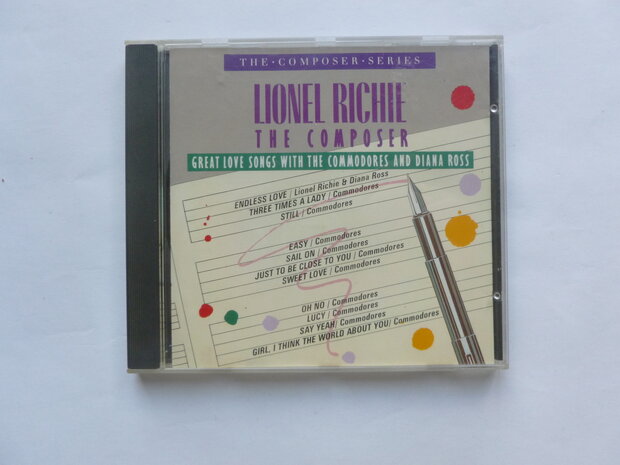 THE·COMPOSER·SERIES
LIONEL RICHIE
THE COMPOSER
GREAT LOVE SONGS WITH THE COMMODORES AND DIANA ROSS
ENDLESS LOVE / Lionel Richie & Diana Ross
THREE TIMES A LADY / Commodores
STILL / Commodores
EASY / Commodores
SAIL ON / Commodores
JUST TO BE CLOSE TO YOU / Commodores
SWEET LOVE / Commodores
OH NO / Commodores
LUCY / Commodores
SAY YEAH / Commodores
GIRL, I THINK THE WORLD ABOUT YOU / Commodores